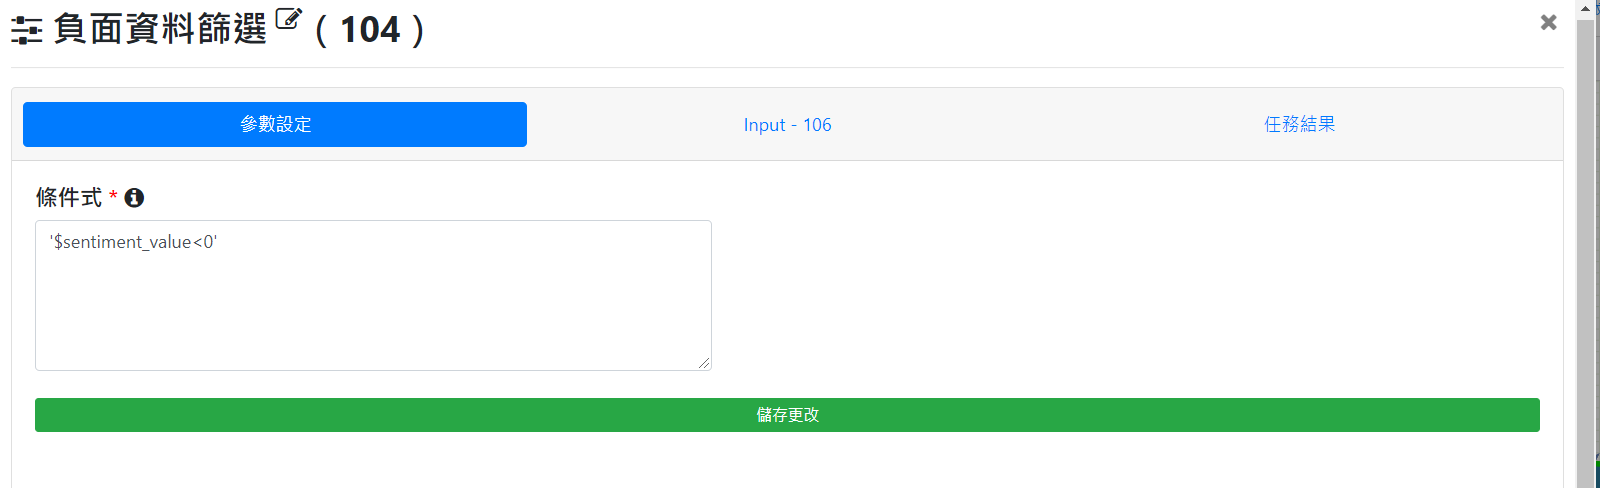 負面資料篩選 ( 104 )
參數設定
Input - 106
任務結果
條件式 *
'$sentiment_value<0'
儲存更改